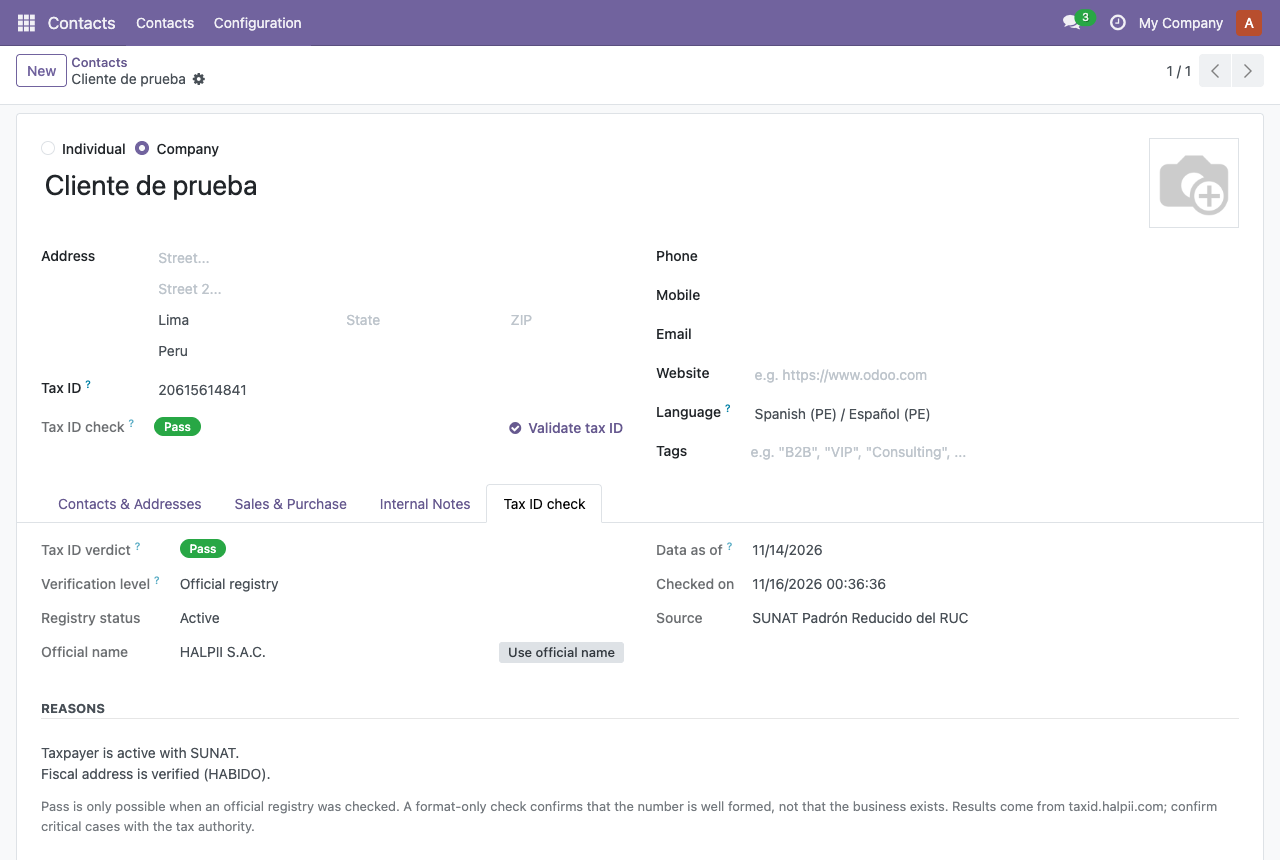 Contacts Contacts Configuration 3 My Company A
New Contacts
Cliente de prueba 1 / 1
Individual Company
Cliente de prueba
Address Street...
Street 2...
Lima State ZIP
Peru
Tax ID ? 20615614841
Tax ID check ? Pass Validate tax ID
Phone
Mobile
Email
Website e.g. https://www.odoo.com
Language ? Spanish (PE) / Español (PE)
Tags e.g. "B2B", "VIP", "Consulting", ...
Contacts & Addresses Sales & Purchase Internal Notes Tax ID check
Tax ID verdict ? Pass
Verification level ? Official registry
Registry status Active
Official name HALPII S.A.C. Use official name
Data as of ? 11/14/2026
Checked on 11/16/2026 00:36:36
Source SUNAT Padrón Reducido del RUC
REASONS
Taxpayer is active with SUNAT.
Fiscal address is verified (HABIDO).
Pass is only possible when an official registry was checked. A format-only check confirms that the number is well formed, not that the business exists. Results come from taxid.halpii.com; confirm
critical cases with the tax authority.